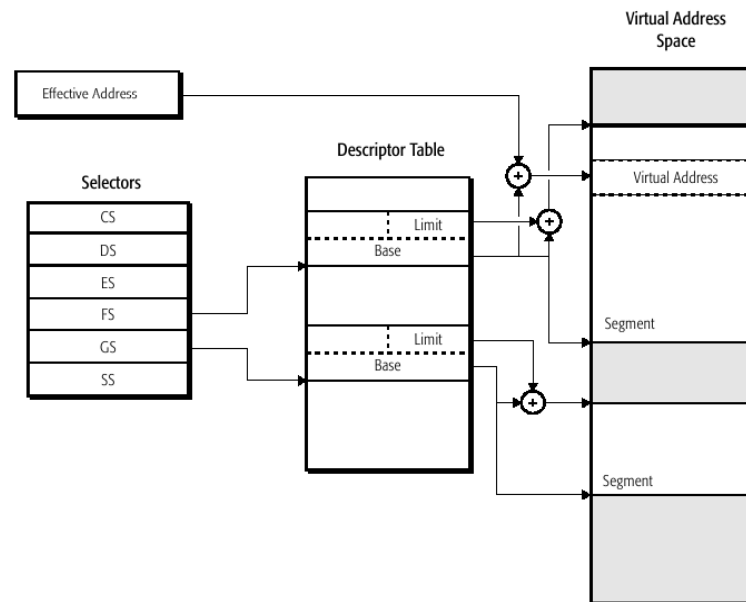 Virtual Address
Space
Effective Address
Descriptor Table
Selectors
CS
DS
ES
FS
GS
SS
Limit
Base
Limit
Base
+
+
+
Virtual Address
Segment
Segment